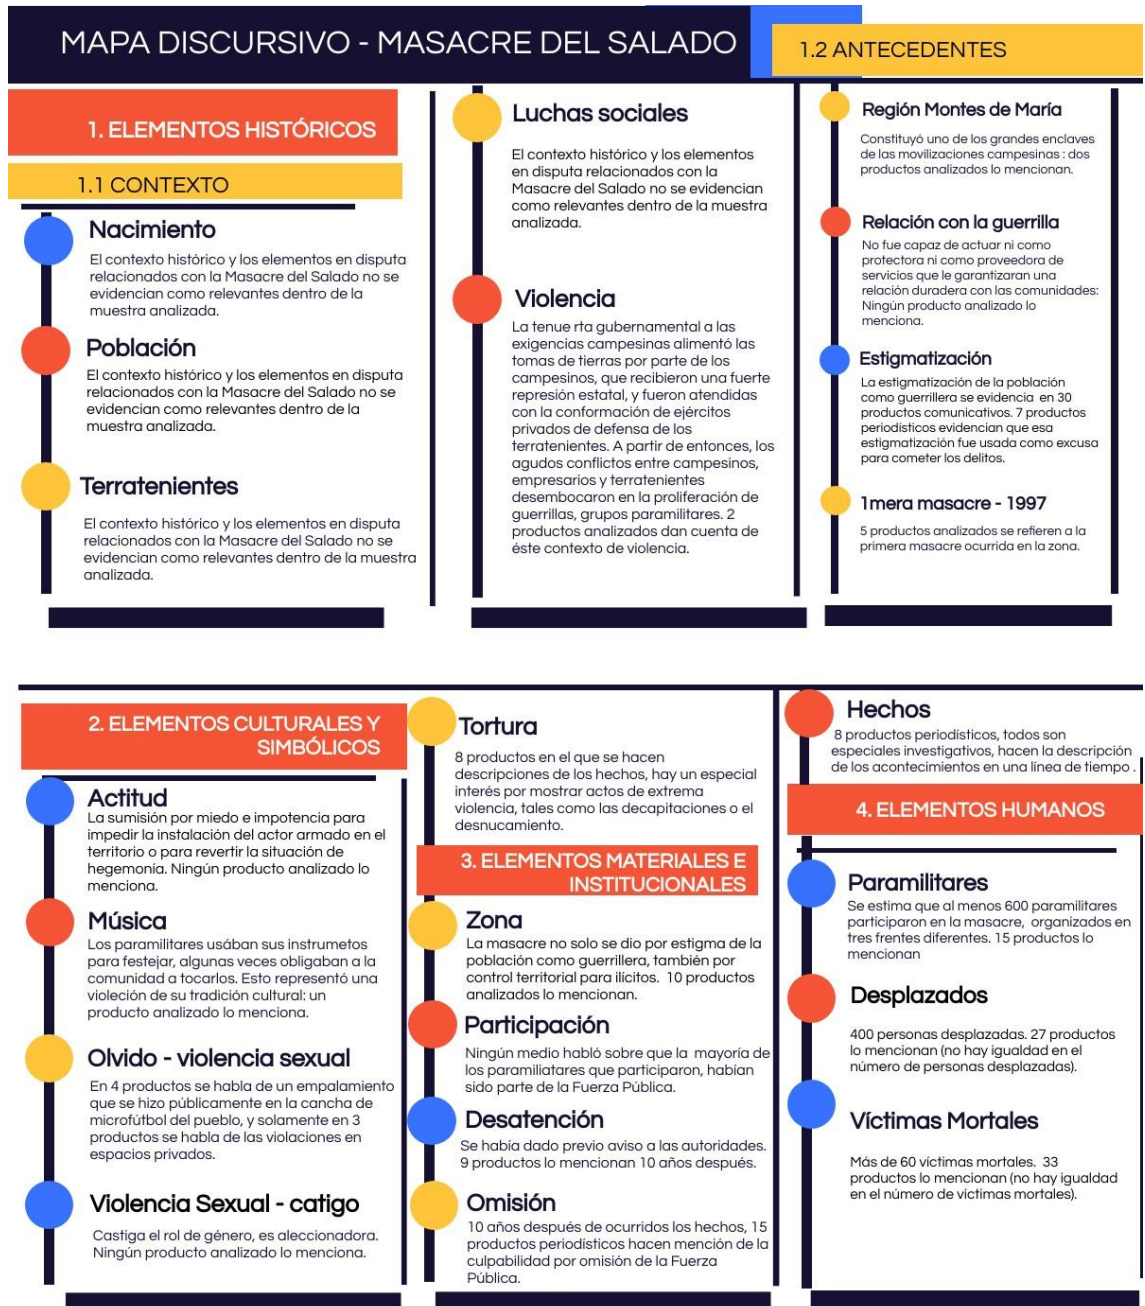 MAPA DISCURSIVO - MASACRE DEL SALADO
1. ELEMENTOS HISTÓRICOS
1.1 CONTEXTO
Nacimiento
El contexto histórico y los elementos en disputa
relacionados con la Masacre del Salado no se
evidencian como relevantes dentro de la
muestra analizada.
Población
El contexto histórico y los elementos en disputa
relacionados con la Masacre del Salado no se
evidencian como relevantes dentro de la
muestra analizada.
Terratenientes
El contexto histórico y los elementos en disputa
relacionados con la Masacre del Salado no se
evidencian como relevantes dentro de la muestra
analizada.
Luchas sociales
El contexto histórico y los elementos
en disputa relacionados con la
Masacre del Salado no se evidencian
como relevantes dentro de la muestra
analizada.
Violencia
La tenue rta gubernamental a las
exigencias campesinas alimentó las
tomas de tierras por parte de los
campesinos, que recibieron una fuerte
represión estatal, y fueron atendidas
con la conformación de ejércitos
privados de defensa de los
terratenientes. A partir de entonces, los
agudos conflictos entre campesinos,
empresarios y terratenientes
desembocaron en la proliferación de
guerrillas, grupos paramilitares. 2
productos analizados dan cuenta de
éste contexto de violencia.
1.2 ANTECEDENTES
Región Montes de María
Constituyó uno de los grandes enclaves
de las movilizaciones campesinas : dos
productos analizados lo mencionan.
Relación con la guerrilla
No fue capaz de actuar ni como
protectora ni como proveedora de
servicios que le garantizaran una
relación duradera con las comunidades:
Ningún producto analizado lo
menciona.
Estigmatización
La estigmatización de la población
como guerrillera se evidencia en 30
productos comunicativos. 7 productos
periodísticos evidencian que esa
estigmatización fue usada como excusa
para cometer los delitos.
1mera masacre - 1997
5 productos analizados se refieren a la
primera masacre ocurrida en la zona.
2. ELEMENTOS CULTURALES Y
SIMBÓLICOS
Actitud
La sumisión por miedo e impotencia para
impedir la instalación del actor armado en el
territorio o para revertir la situación de
hegemonía. Ningún producto analizado lo
menciona.
Música
Los paramilitares usában sus instrumetos
para festejar, algunas veces obligaban a la
comunidad a tocarlos. Esto representó una
violeción de su tradición cultural: un
producto analizado lo menciona.
Olvido - violencia sexual
En 4 productos se habla de un empalamiento
que se hizo públicamente en la cancha de
microfútbol del pueblo, y solamente en 3
productos se habla de las violaciones en
espacios privados.
Violencia Sexual - catigo
Castiga el rol de género, es aleccionadora.
Ningún producto analizado lo menciona.
Tortura
8 productos en el que se hacen
descripciones de los hechos, hay un especial
interés por mostrar actos de extrema
violencia, tales como las decapitaciones o el
desnucamiento.
3. ELEMENTOS MATERIALES E
INSTITUCIONALES
Zona
La masacre no solo se dio por estigma de la
población como guerrillera, también por
control territorial para ilícitos. 10 productos
analizados lo mencionan.
Participación
Ningún medio habló sobre que la mayoría de
los paramiliatares que participaron, habían
sido parte de la Fuerza Pública.
Desatención
Se había dado previo aviso a las autoridades.
9 productos lo mencionan 10 años después.
Omisión
10 años después de ocurridos los hechos, 15
productos periodísticos hacen mención de la
culpabilidad por omisión de la Fuerza
Pública.
Hechos
8 productos periodísticos, todos son
especiales investigativos, hacen la descripción
de los acontecimientos en una línea de tiempo .
4. ELEMENTOS HUMANOS
Paramilitares
Se estima que al menos 600 paramilitares
participaron en la masacre, organizados en
tres frentes diferentes. 15 productos lo
mencionan
Desplazados
400 personas desplazadas. 27 productos
lo mencionan (no hay igualdad en el
número de personas desplazadas).
Víctimas Mortales
Más de 60 víctimas mortales. 33
productos lo mencionan (no hay igualdad
en el número de víctimas mortales).